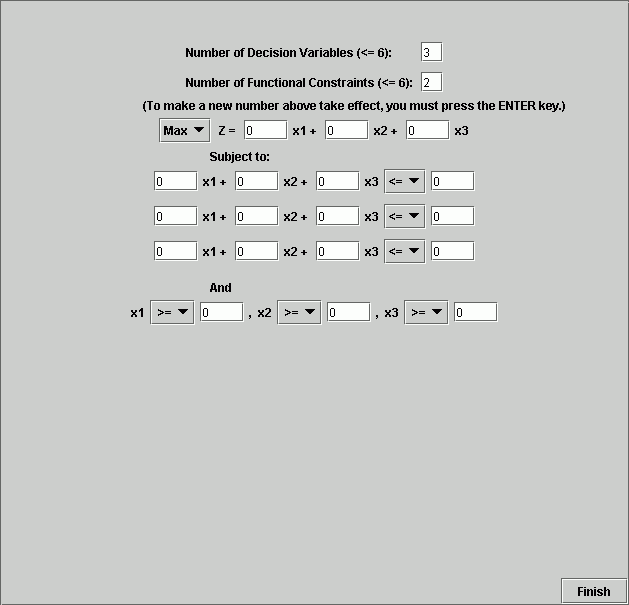 Number of Decision Variables (<= 6): 3
Number of Functional Constraints (<= 6): 2
(To make a new number above take effect, you must press the ENTER key.)
Max Z = 0 x1 + 0 x2 + 0 x3
Subject to:
0 x1 + 0 x2 + 0 x3 <= 0
0 x1 + 0 x2 + 0 x3 <= 0
0 x1 + 0 x2 + 0 x3 <= 0
And
x1 >= 0 , x2 >= 0 , x3 >= 0
Finish